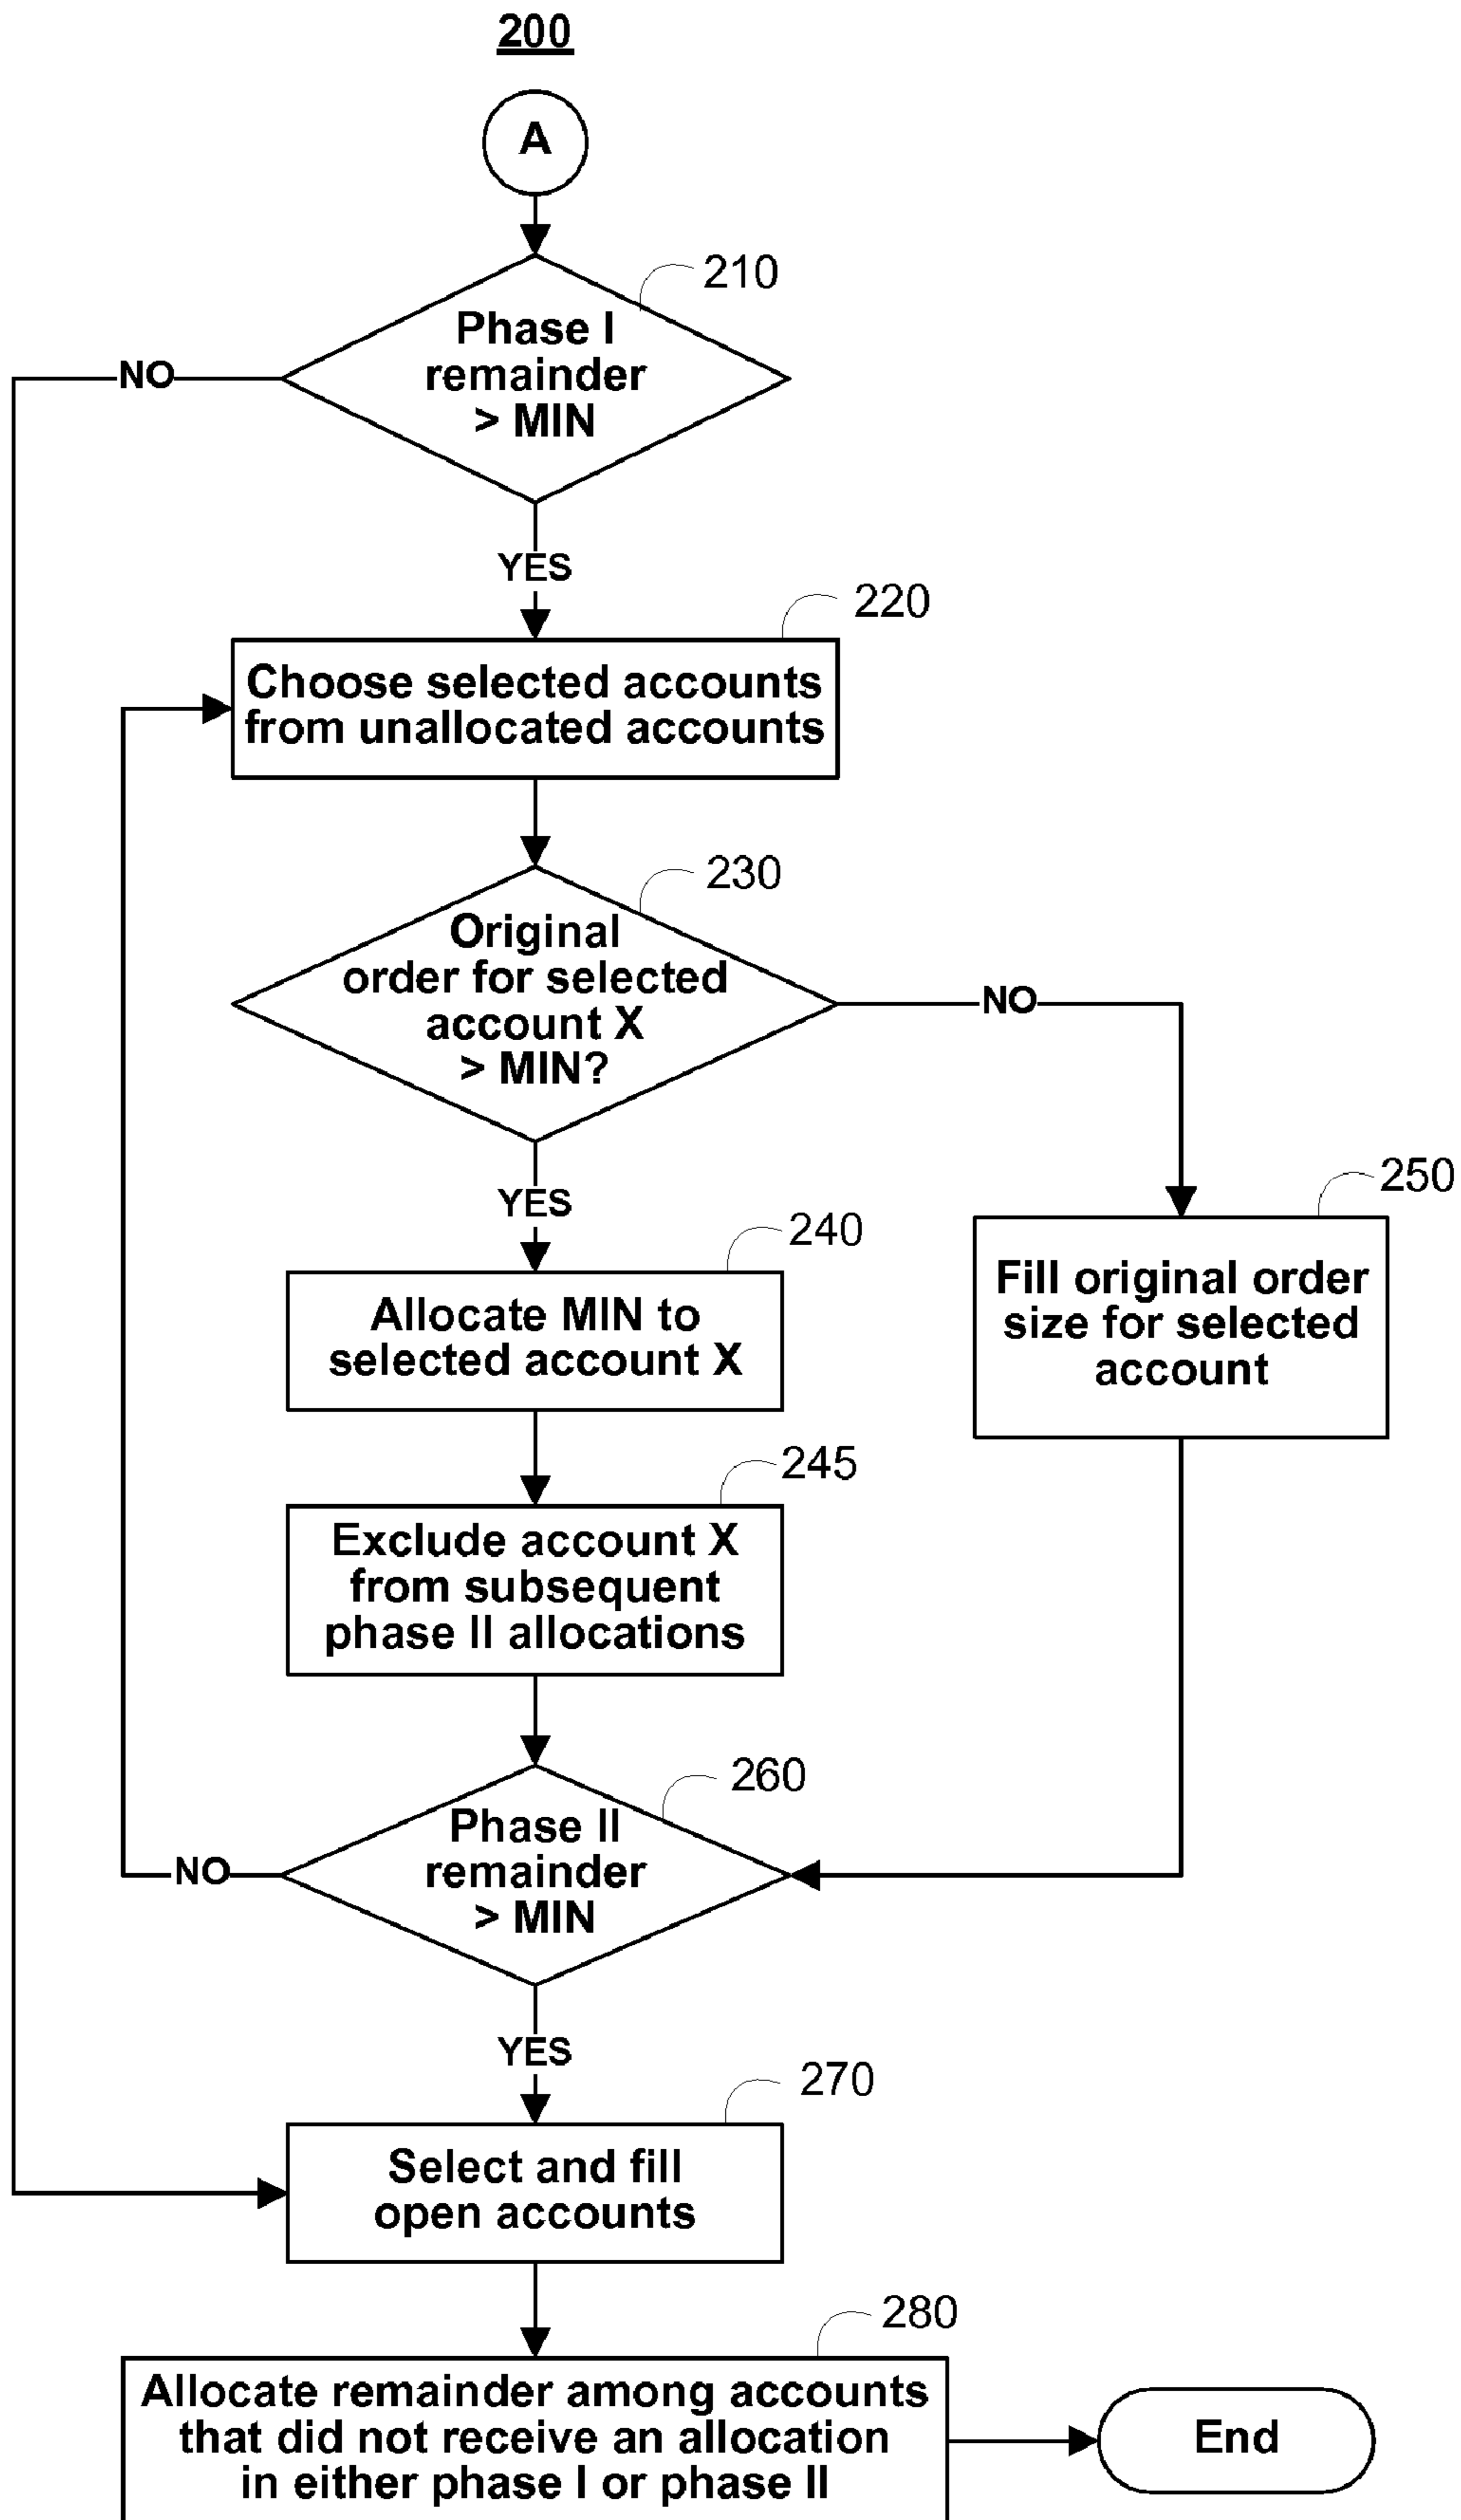 200
A
210
Phase I
remainder
> MIN
NO
YES
220
Choose selected accounts
from unallocated accounts
230
Original
order for selected
account X
> MIN?
NO
YES
250
Fill original order
size for selected
account
240
Allocate MIN to
selected account X
245
Exclude account X
from subsequent
phase II allocations
260
Phase II
remainder
> MIN
NO
YES
270
Select and fill
open accounts
280
Allocate remainder among accounts
that did not receive an allocation
in either phase I or phase II
End